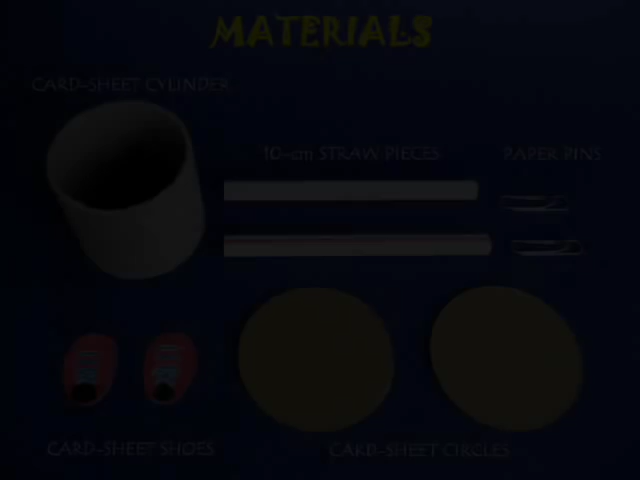 MATERIALS
CARD-SHEET CYLINDER
10-cm STRAW PIECES
PAPER PINS
CARD-SHEET SHOES
CARD-SHEET CIRCLES